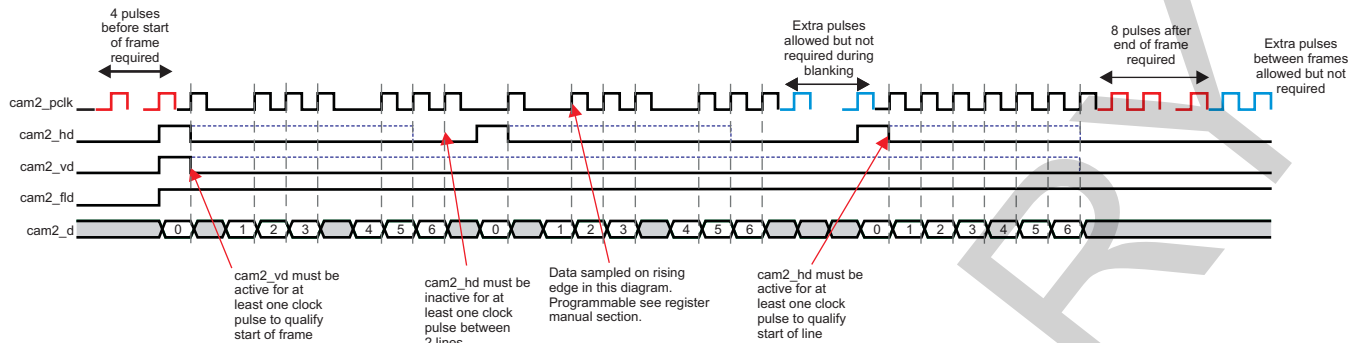 4 pulses
before start
of frame
required
Extra pulses
allowed but not
required during
blanking
8 pulses after
end of frame
required
Extra pulses
between frames
allowed but not
required
cam2_pclk
cam2_hd
cam2_vd
cam2_fld
cam2_d 0 1 2 3 4 5 6 0 1 2 3 4 5 6 0 1 2 3 4 5 6
cam2_vd must be
active for at
least one clock
pulse to qualify
start of frame
cam2_hd must be
inactive for at
least one clock
pulse between
2 lines
Data sampled on rising
edge in this diagram.
Programmable see register
manual section.
cam2_hd must be
active for at
least one clock
pulse to qualify
start of line
R Y